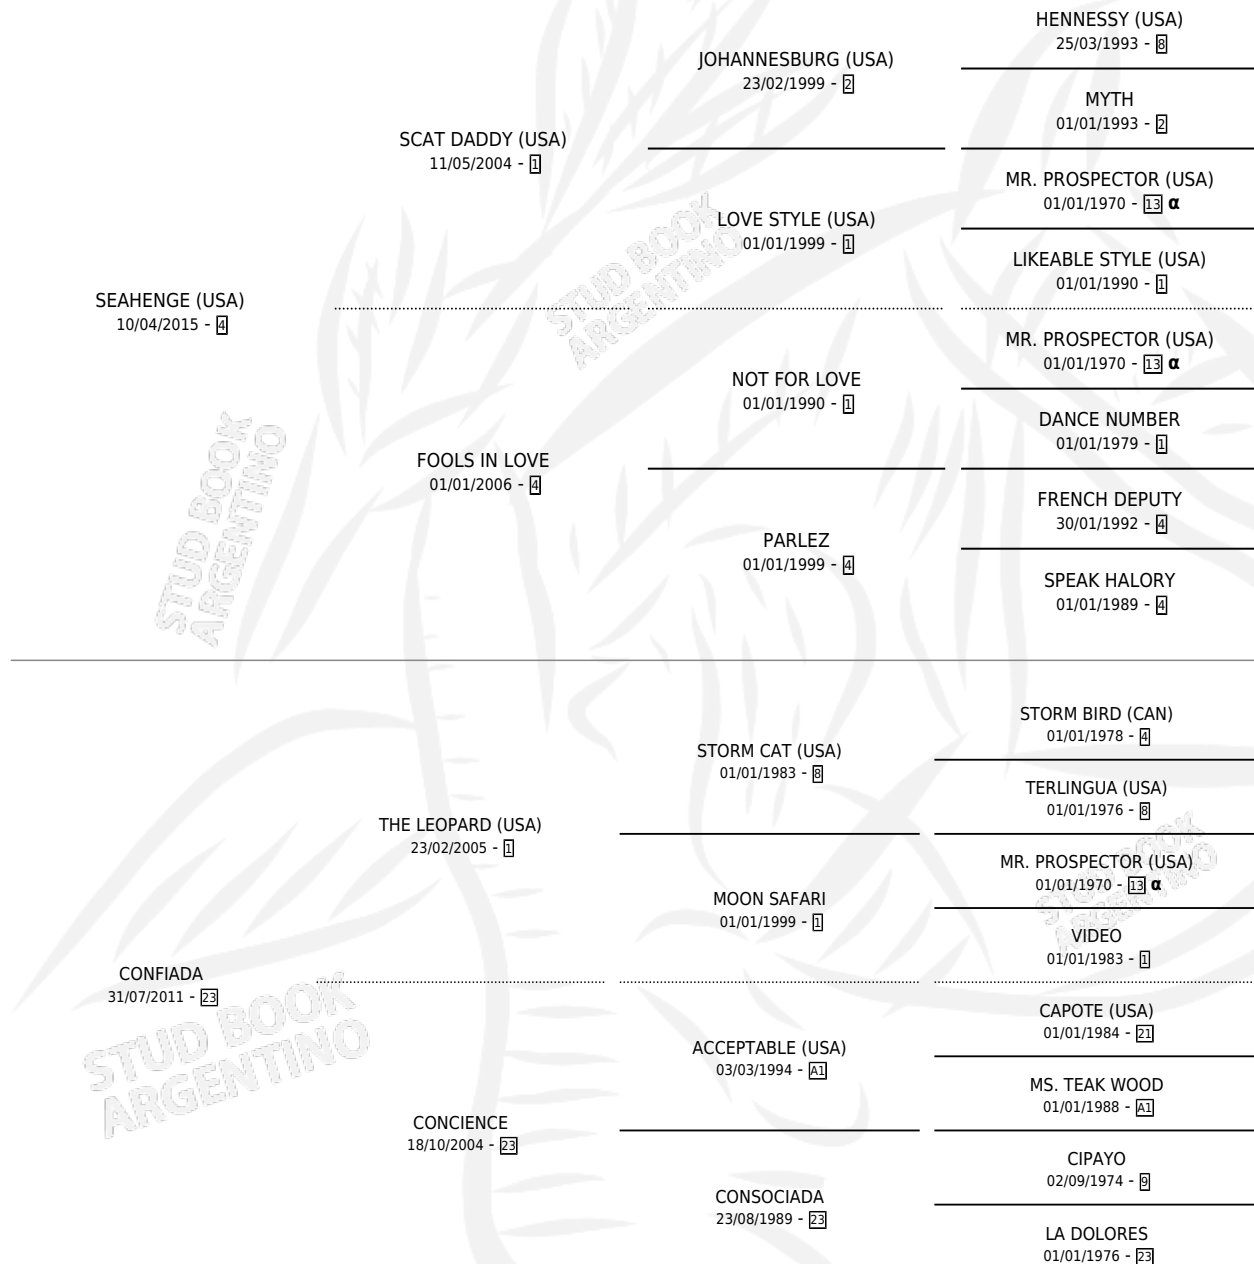 HENNESSY (USA)
25/03/1993 - 8
JOHANNESBURG (USA)
23/02/1999 - 2
MYTH
01/01/1993 - 2
SCAT DADDY (USA)
11/05/2004 - 1
MR. PROSPECTOR (USA)
01/01/1970 - 13 α
LOVE STYLE (USA)
01/01/1999 - 1
LIKEABLE STYLE (USA)
01/01/1990 - 1
SEAHENGE (USA)
10/04/2015 - 4
STUD BOOK
ARGENTINO
MR. PROSPECTOR (USA)
01/01/1970 - 13 α
NOT FOR LOVE
01/01/1990 - 1
DANCE NUMBER
01/01/1979 - 1
FOOLS IN LOVE
01/01/2006 - 4
FRENCH DEPUTY
30/01/1992 - 4
PARLEZ
01/01/1999 - 4
SPEAK HALORY
01/01/1989 - 4
STUD BOOK
ARGENTINO
STORM BIRD (CAN)
01/01/1978 - 4
STORM CAT (USA)
01/01/1983 - 8
TERLINGUA (USA)
01/01/1976 - 8
THE LEOPARD (USA)
23/02/2005 - 1
MR. PROSPECTOR (USA)
01/01/1970 - 13 α
MOON SAFARI
01/01/1999 - 1
VIDEO
01/01/1983 - 1
STUD BOOK
ARGENTINO
CONFIADA
31/07/2011 - 23
CAPOTE (USA)
01/01/1984 - 21
ACCEPTABLE (USA)
03/03/1994 - A1
MS. TEAK WOOD
01/01/1988 - A1
STUD BOOK
ARGENTINO
CONCIENCE
18/10/2004 - 23
CIPAYO
02/09/1974 - 9
CONSOCIADA
23/08/1989 - 23
LA DOLORES
01/01/1976 - 23